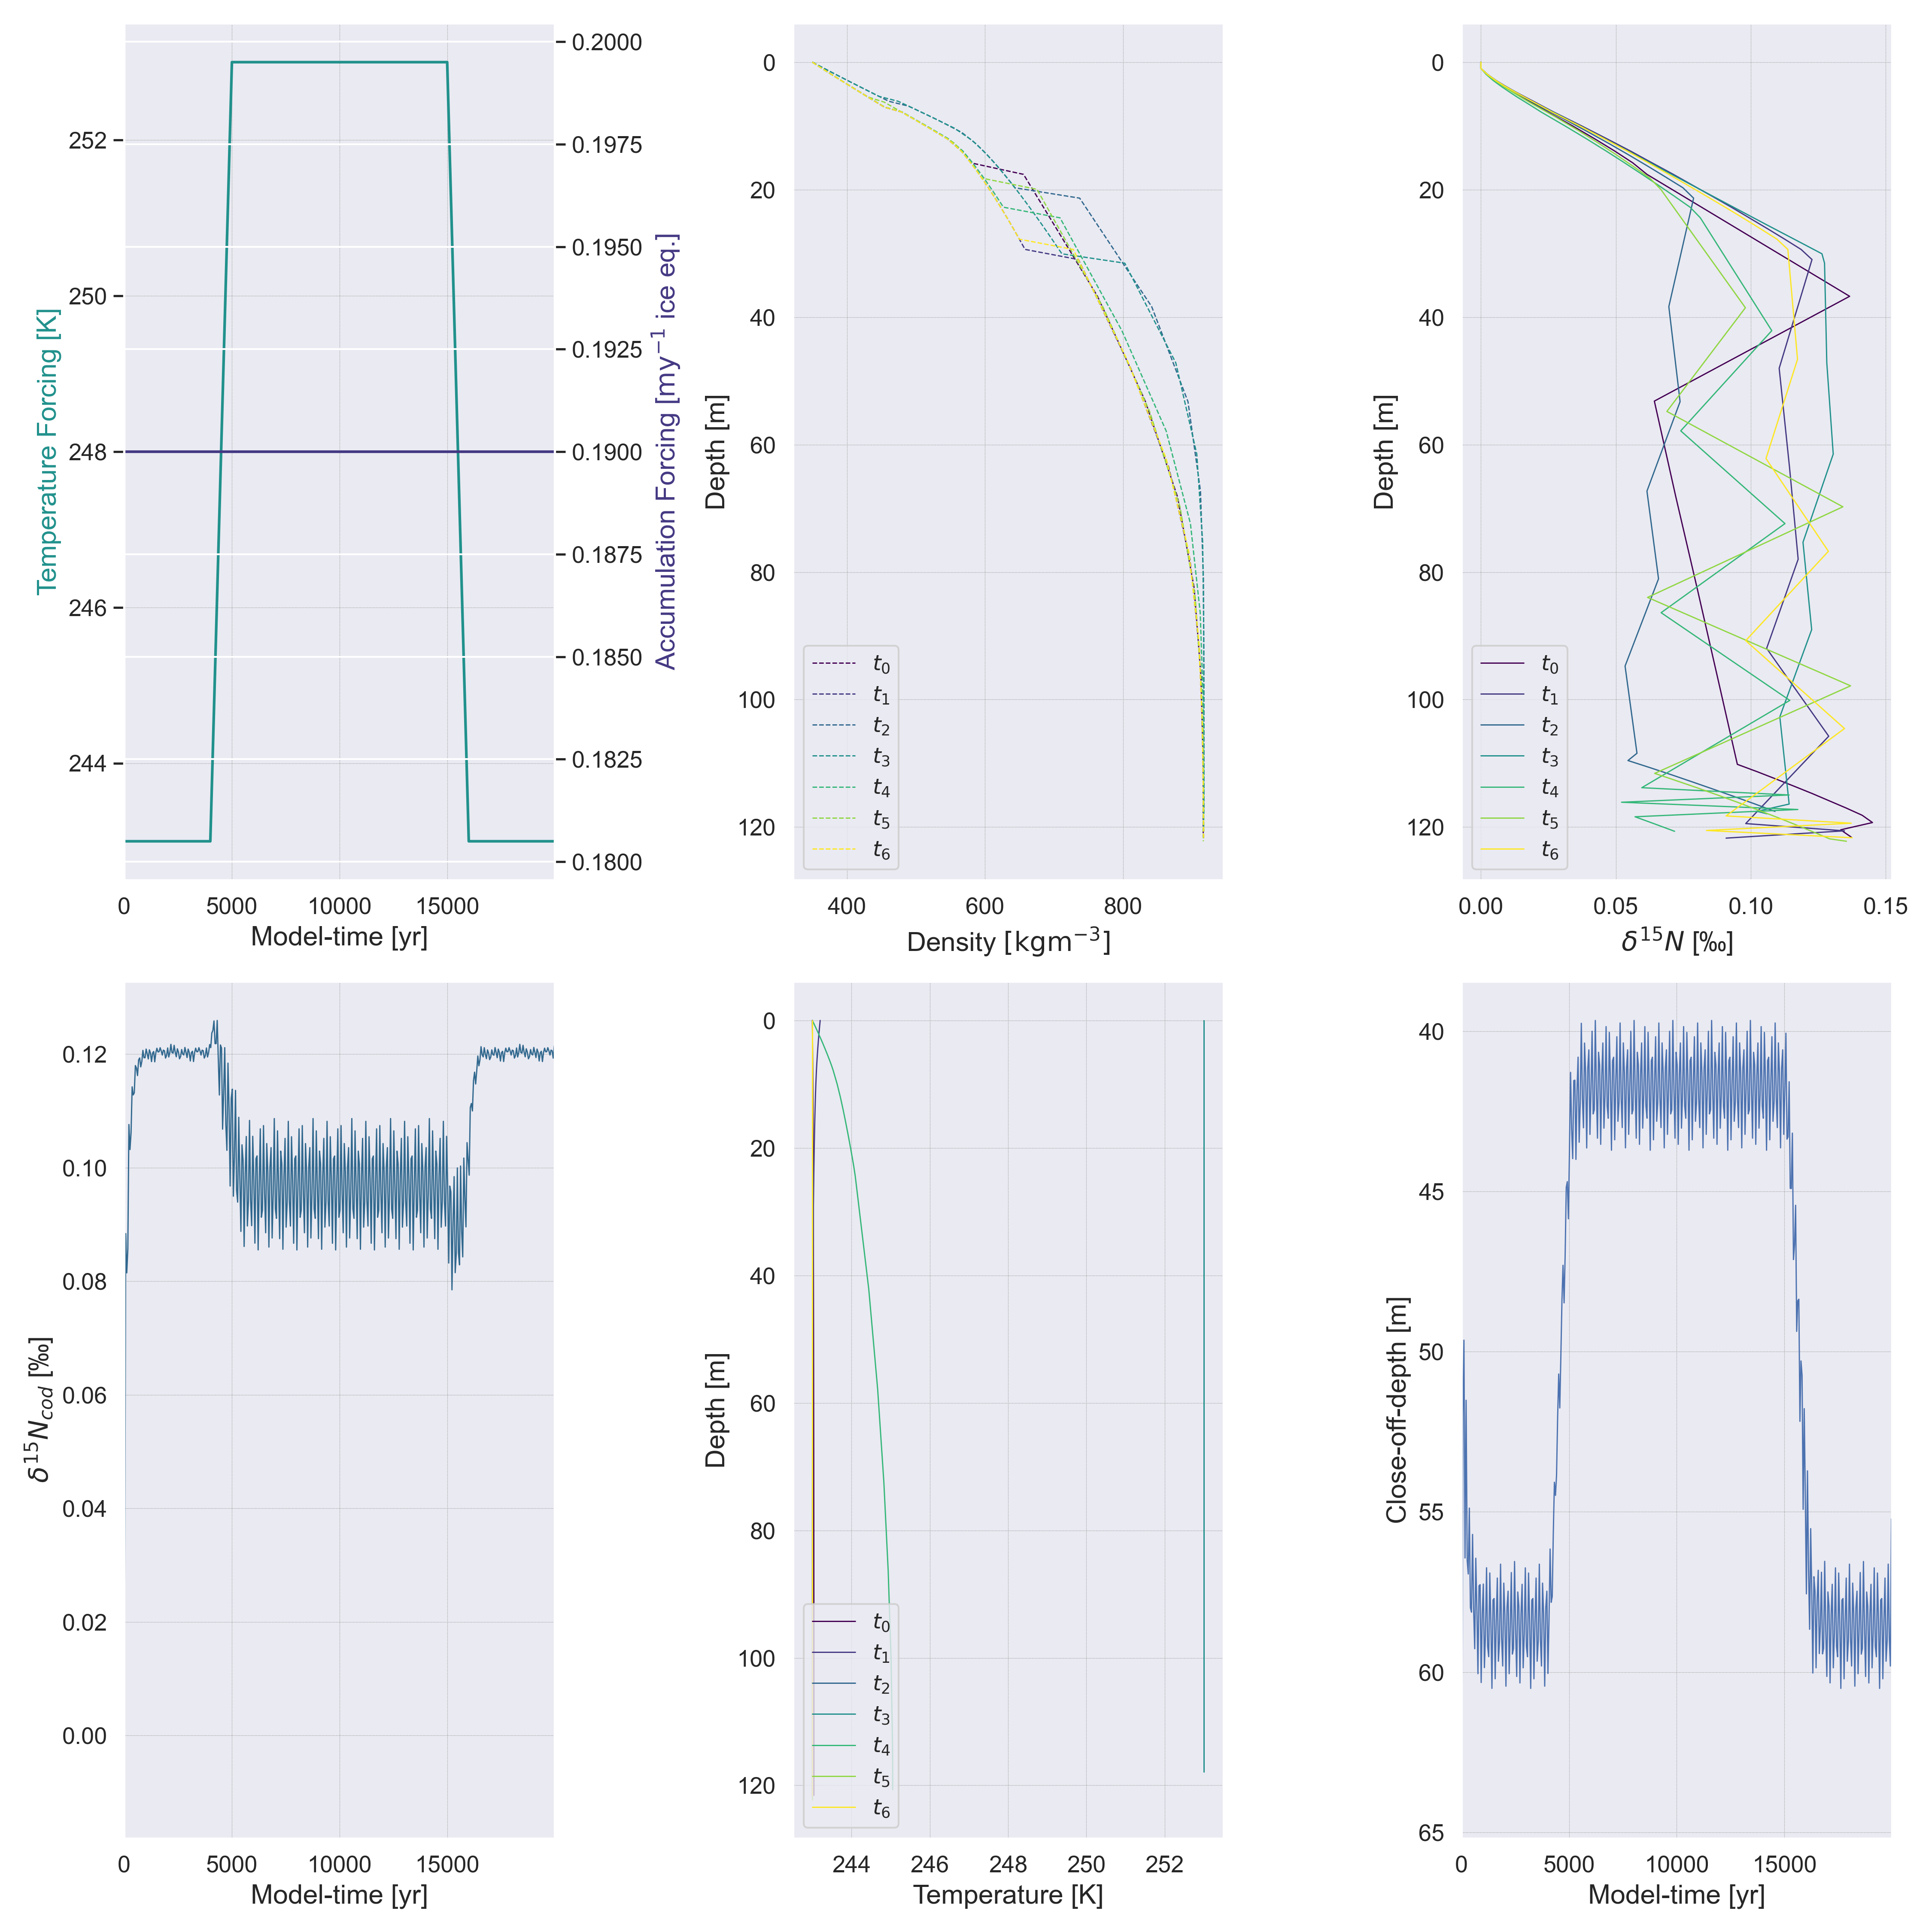 252
250
248
246
244
Temperature Forcing [K]
0.2000
0.1975
0.1950
0.1925
0.1900
0.1875
0.1850
0.1825
0.1800
Accumulation Forcing [my⁻¹ ice eq.]
0 5000 10000 15000
Model-time [yr]
0
20
40
60
80
100
120
Depth [m]
t₀
t₁
t₂
t₃
t₄
t₅
t₆
400 600 800
Density [kgm⁻³]
0
20
40
60
80
100
120
Depth [m]
t₀
t₁
t₂
t₃
t₄
t₅
t₆
0.00 0.05 0.10 0.15
δ¹⁵N [‰]
0.12
0.10
0.08
0.06
0.04
0.02
0.00
δ¹⁵N_cod [‰]
0 5000 10000 15000
Model-time [yr]
0
20
40
60
80
100
120
Depth [m]
t₀
t₁
t₂
t₃
t₄
t₅
t₆
244 246 248 250 252
Temperature [K]
40
45
50
55
60
65
Close-off-depth [m]
0 5000 10000 15000
Model-time [yr]